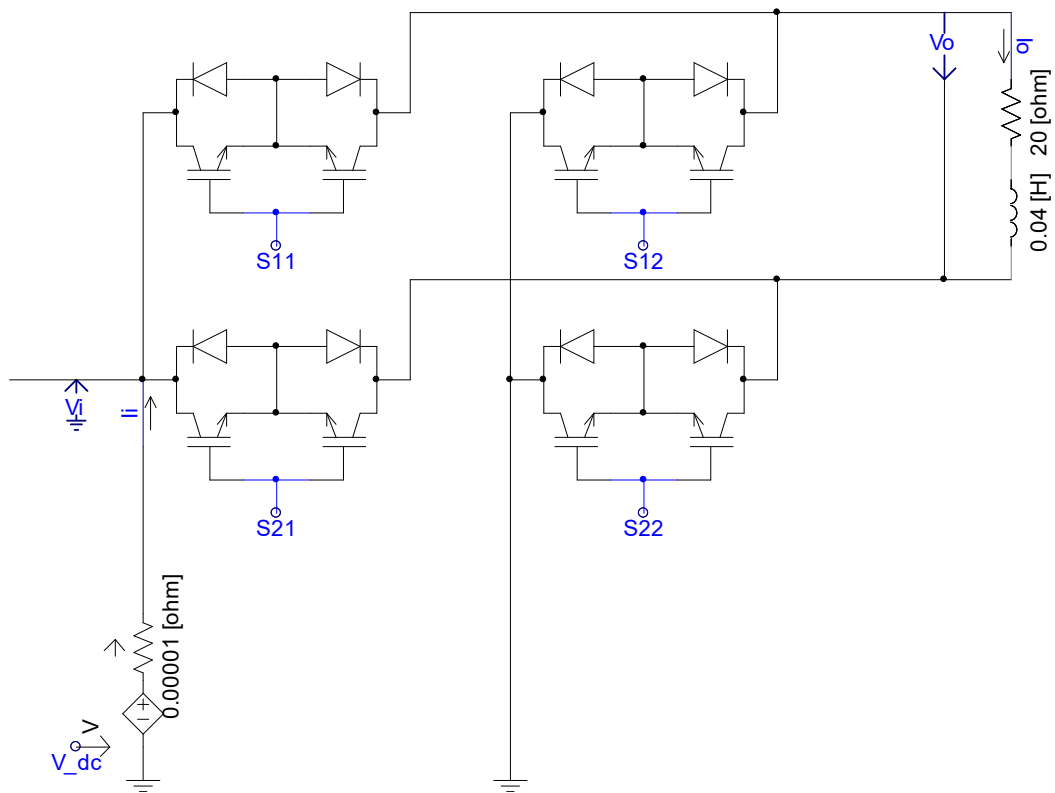 Vo
Io
20 [ohm]
0.04 [H]
S11
S12
Vi
Ii
S21
S22
0.00001 [ohm]
+
−
V
V_dc